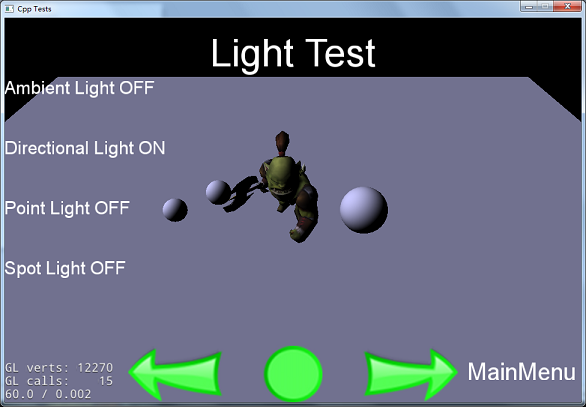 Cpp Tests
Light Test
Ambient Light OFF
Directional Light ON
Point Light OFF
Spot Light OFF
GL verts: 12270
GL calls: 15
60.0 / 0.002
MainMenu